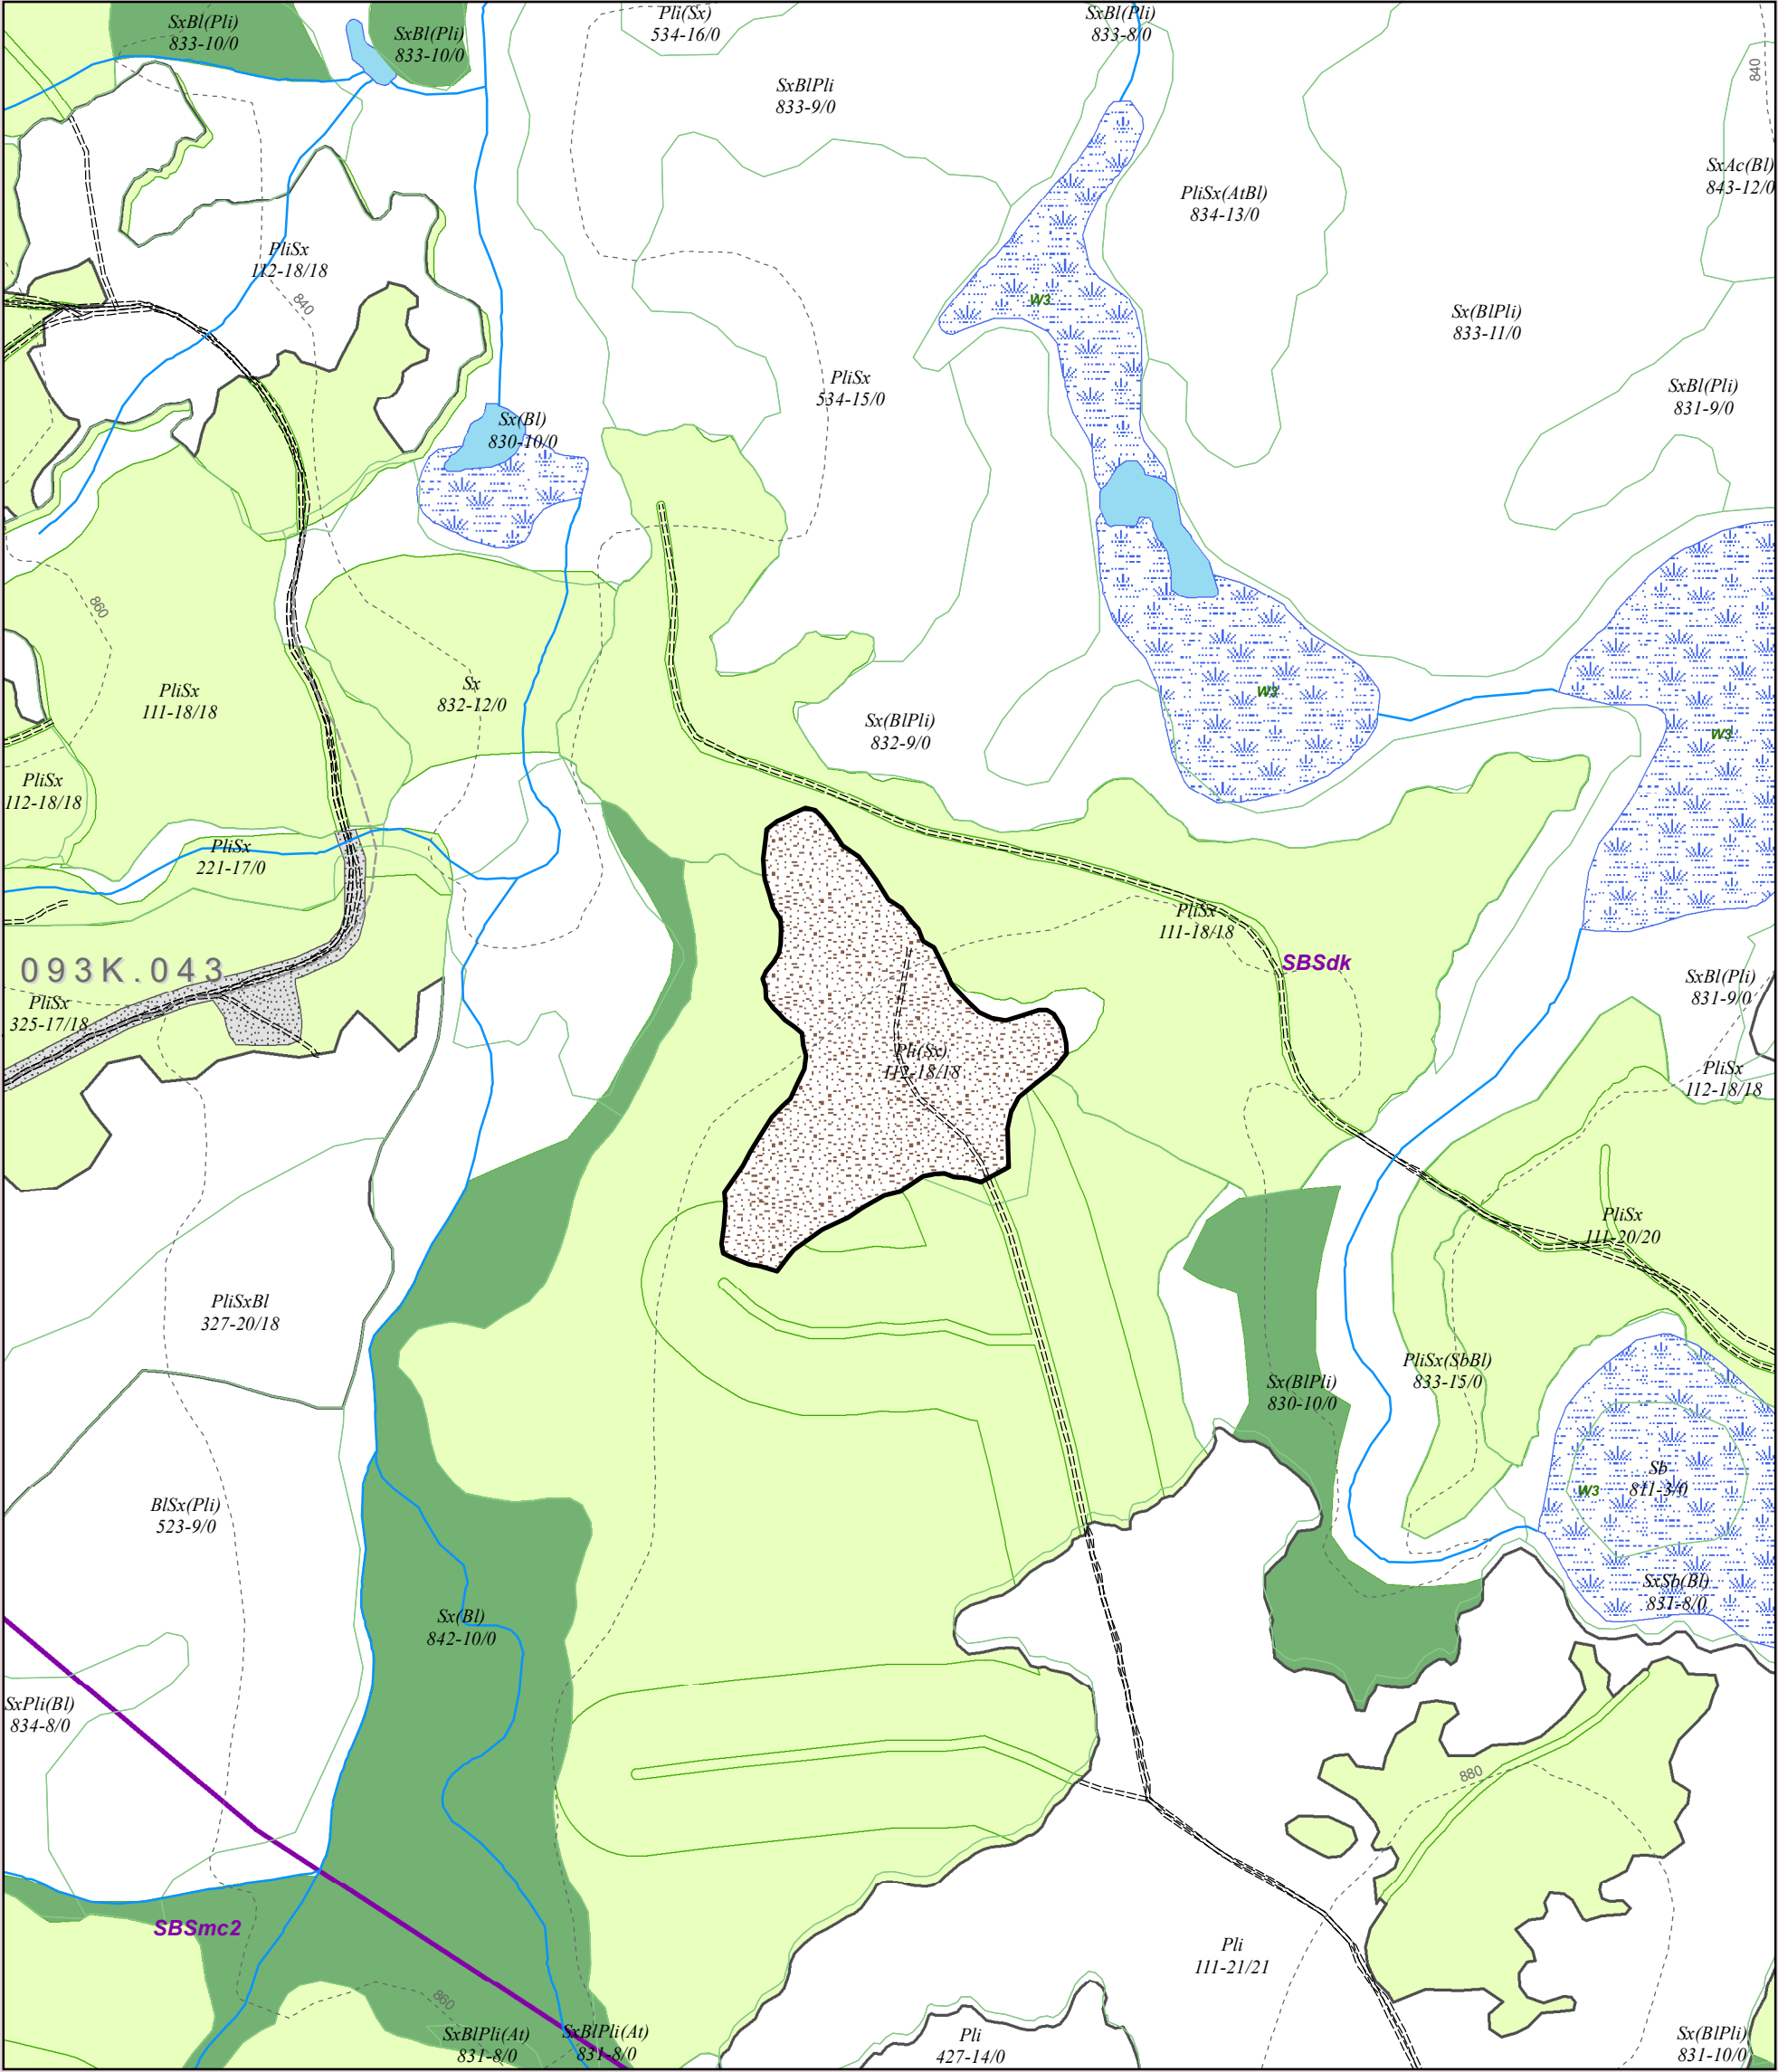 SxBl(Pli)
833-10/0
SxBl(Pli)
833-10/0
Pli(Sx)
534-16/0
SxBl(Pli)
833-8/0
840
SxBlPli
833-9/0
SxAc(Bl)
843-12/0
PliSx(AtBl)
834-13/0
PliSx
112-18/18
840
W3
Sx(BlPli)
833-11/0
PliSx
534-15/0
SxBl(Pli)
831-9/0
Sx(Bl)
830-10/0
860
PliSx
111-18/18
Sx
832-12/0
W3
Sx(BlPli)
832-9/0
W3
PliSx
112-18/18
PliSx
221-17/0
PliSx
111-18/18
SBSdk
093K.043
SxBl(Pli)
831-9/0
PliSx
325-17/18
Pli(Sx)
112-18/18
PliSx
112-18/18
PliSx
111-20/20
PliSxBl
327-20/18
PliSx(SbBl)
833-15/0
Sx(BlPli)
830-10/0
Sb
811-3/0
W3
BlSx(Pli)
523-9/0
SxSb(Bl)
831-8/0
Sx(Bl)
842-10/0
SxPli(Bl)
834-8/0
880
SBSmc2
Pli
111-21/21
860
SxBlPli(At)
831-8/0
SxBlPli(At)
831-8/0
Pli
427-14/0
Sx(BlPli)
831-10/0